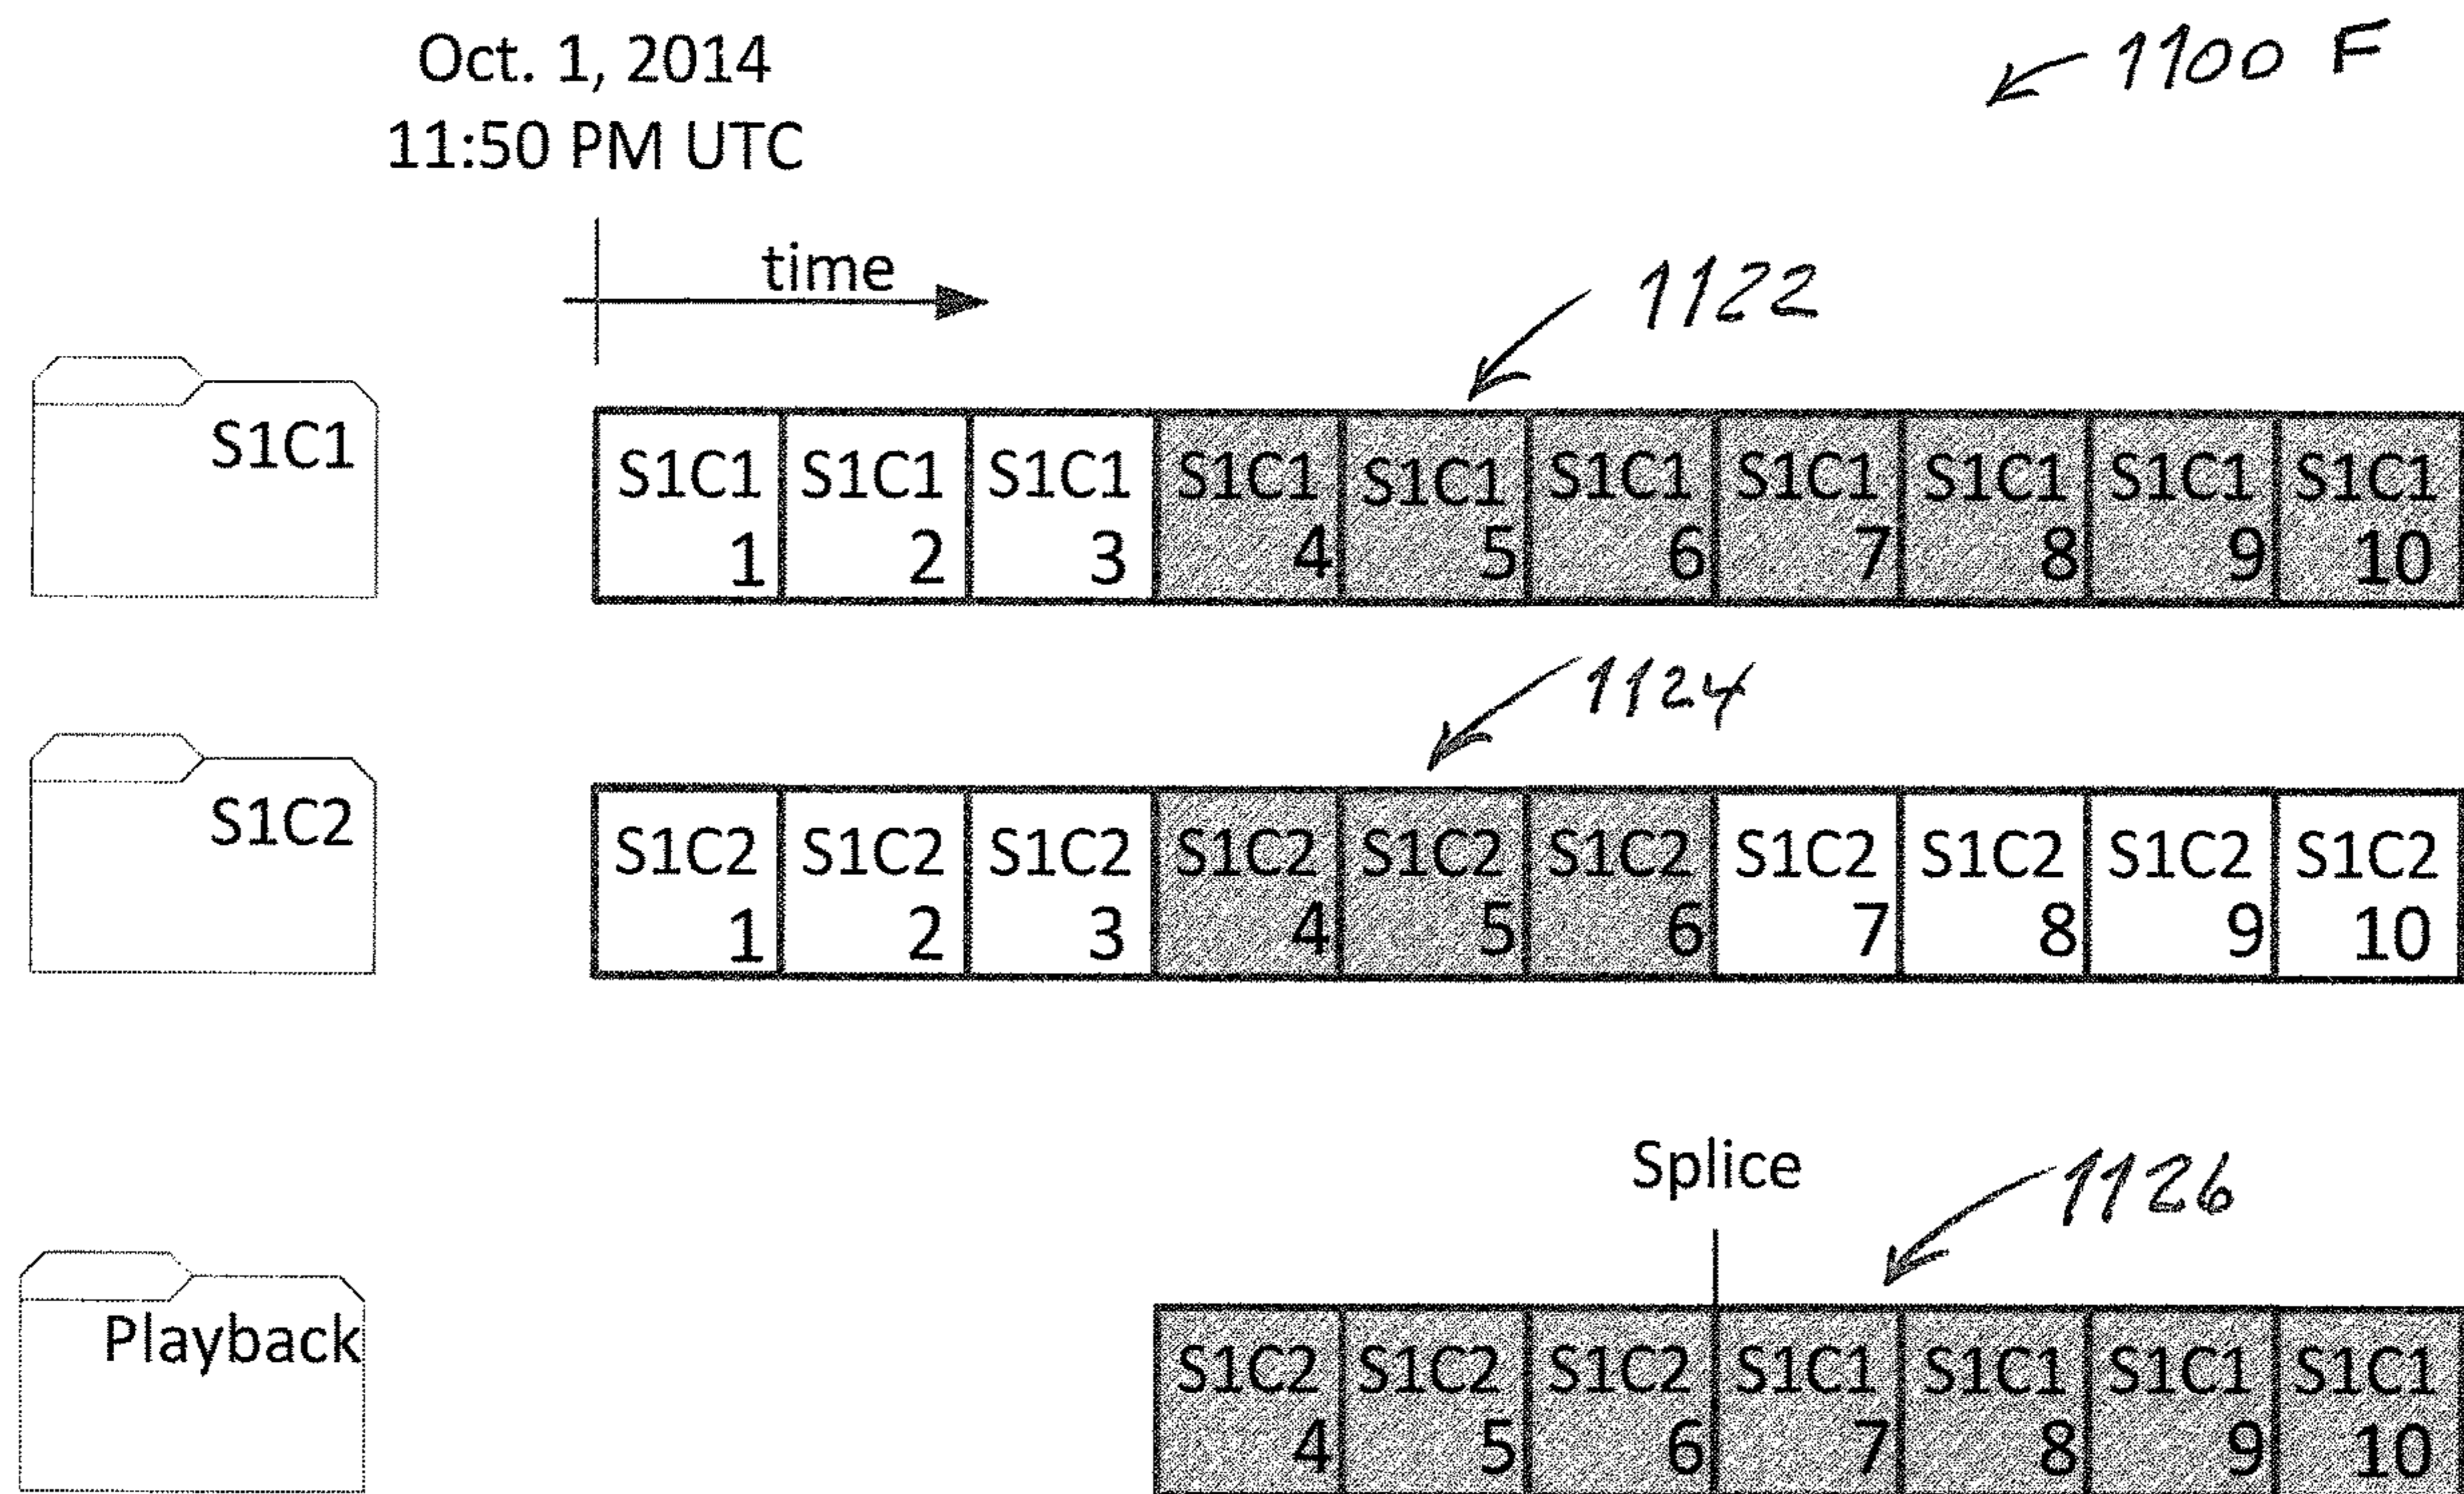 Oct. 1, 2014
11:50 PM UTC
1100 F
time
1122
S1C1
S1C1 S1C1 S1C1 S1C1 S1C1 S1C1 S1C1 S1C1 S1C1 S1C1
1 2 3 4 5 6 7 8 9 10
1124
S1C2
S1C2 S1C2 S1C2 S1C2 S1C2 S1C2 S1C2 S1C2 S1C2 S1C2
1 2 3 4 5 6 7 8 9 10
Splice
1126
Playback
S1C2 S1C2 S1C2 S1C1 S1C1 S1C1 S1C1
4 5 6 7 8 9 10